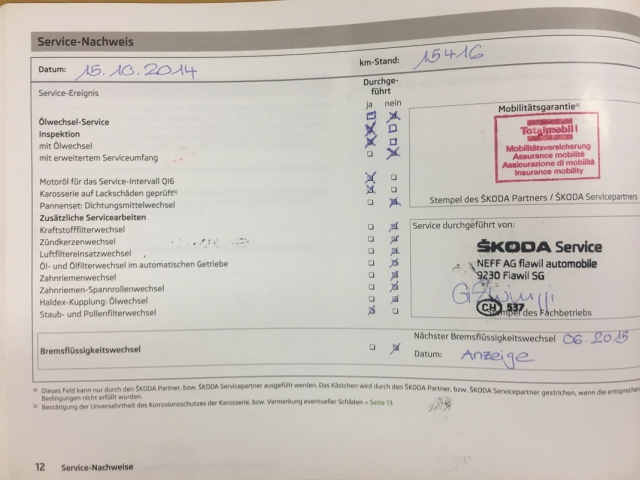 Service-Nachweis
Datum: 15.10.2014 km-Stand: 15416
Service-Ereignis Durchge-
führt
ja nein
Ölwechsel-Service
Inspektion
mit Ölwechsel
mit erweitertem Serviceumfang
Motoröl für das Service-Intervall QI6
Karosserie auf Lackschäden geprüft b)
Pannenset: Dichtungsmittelwechsel
Zusätzliche Servicearbeiten
Kraftstofffilterwechsel
Zündkerzenwechsel
Luftfiltereinsatzwechsel
Öl- und Ölfilterwechsel im automatischen Getriebe
Zahnriemenwechsel
Zahnriemen-Spannrollenwechsel
Haldex-Kupplung: Ölwechsel
Staub- und Pollenfilterwechsel
Bremsflüssigkeitswechsel
Mobilitätsgarantie a)
Totalmobil!
Mobilitätsversicherung
Assurance mobilité
Assicurazione di mobilità
Insurance mobility
Stempel des ŠKODA Partners / ŠKODA Servicepartners
Service durchgeführt von:
ŠKODA Service
NEFF AG flawil automobile
9230 Flawil SG
CH 537
des Fachbetriebs
Nächster Bremsflüssigkeitswechsel 06.2015
Datum: Anzeige
a) Dieses Feld kann nur durch den ŠKODA Partner, bzw. ŠKODA Servicepartner ausgefüllt werden. Das Kästchen wird durch den ŠKODA Partner, bzw. ŠKODA Servicepartner gestrichen, wenn die entspreche
Bedingungen nicht erfüllt wurden.
b) Bestätigung der Unversehrtheit des Korrosionsschutzes der Karosserie, bzw. Vermerkung eventueller Schäden » Seite 13.
12 Service-Nachweise